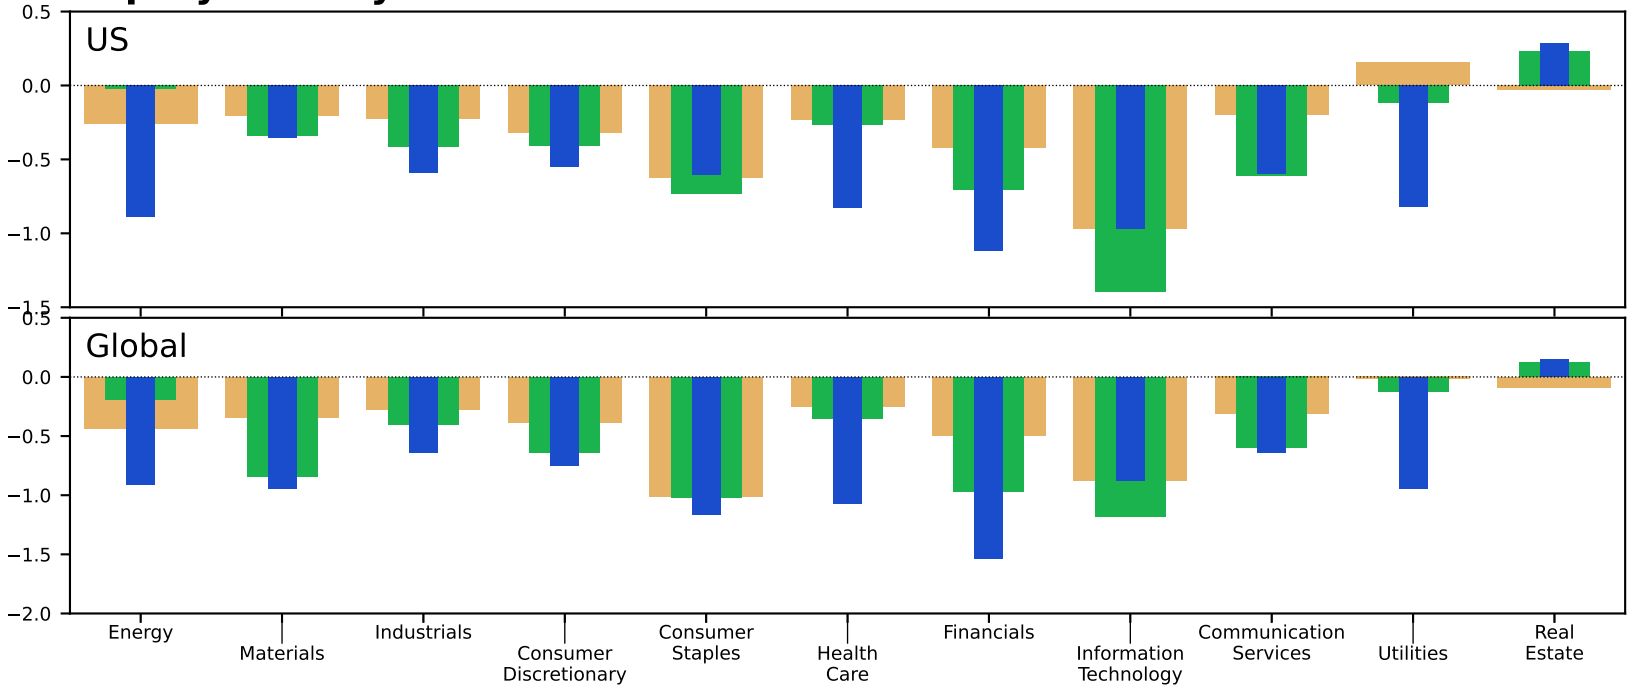 0.5
US
0.0
−0.5
−1.0
−1.5
0.5
Global
0.0
−0.5
−1.0
−1.5
−2.0
Energy
Materials
Industrials
Consumer
Discretionary
Consumer
Staples
Health
Care
Financials
Information
Technology
Communication
Services
Utilities
Real
Estate